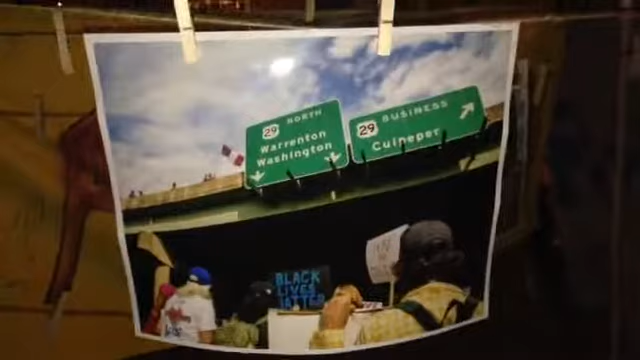 29 NORTH
Warrenton
Washington
29 BUSINESS
Culpeper
BLACK
LIVES
MATTER